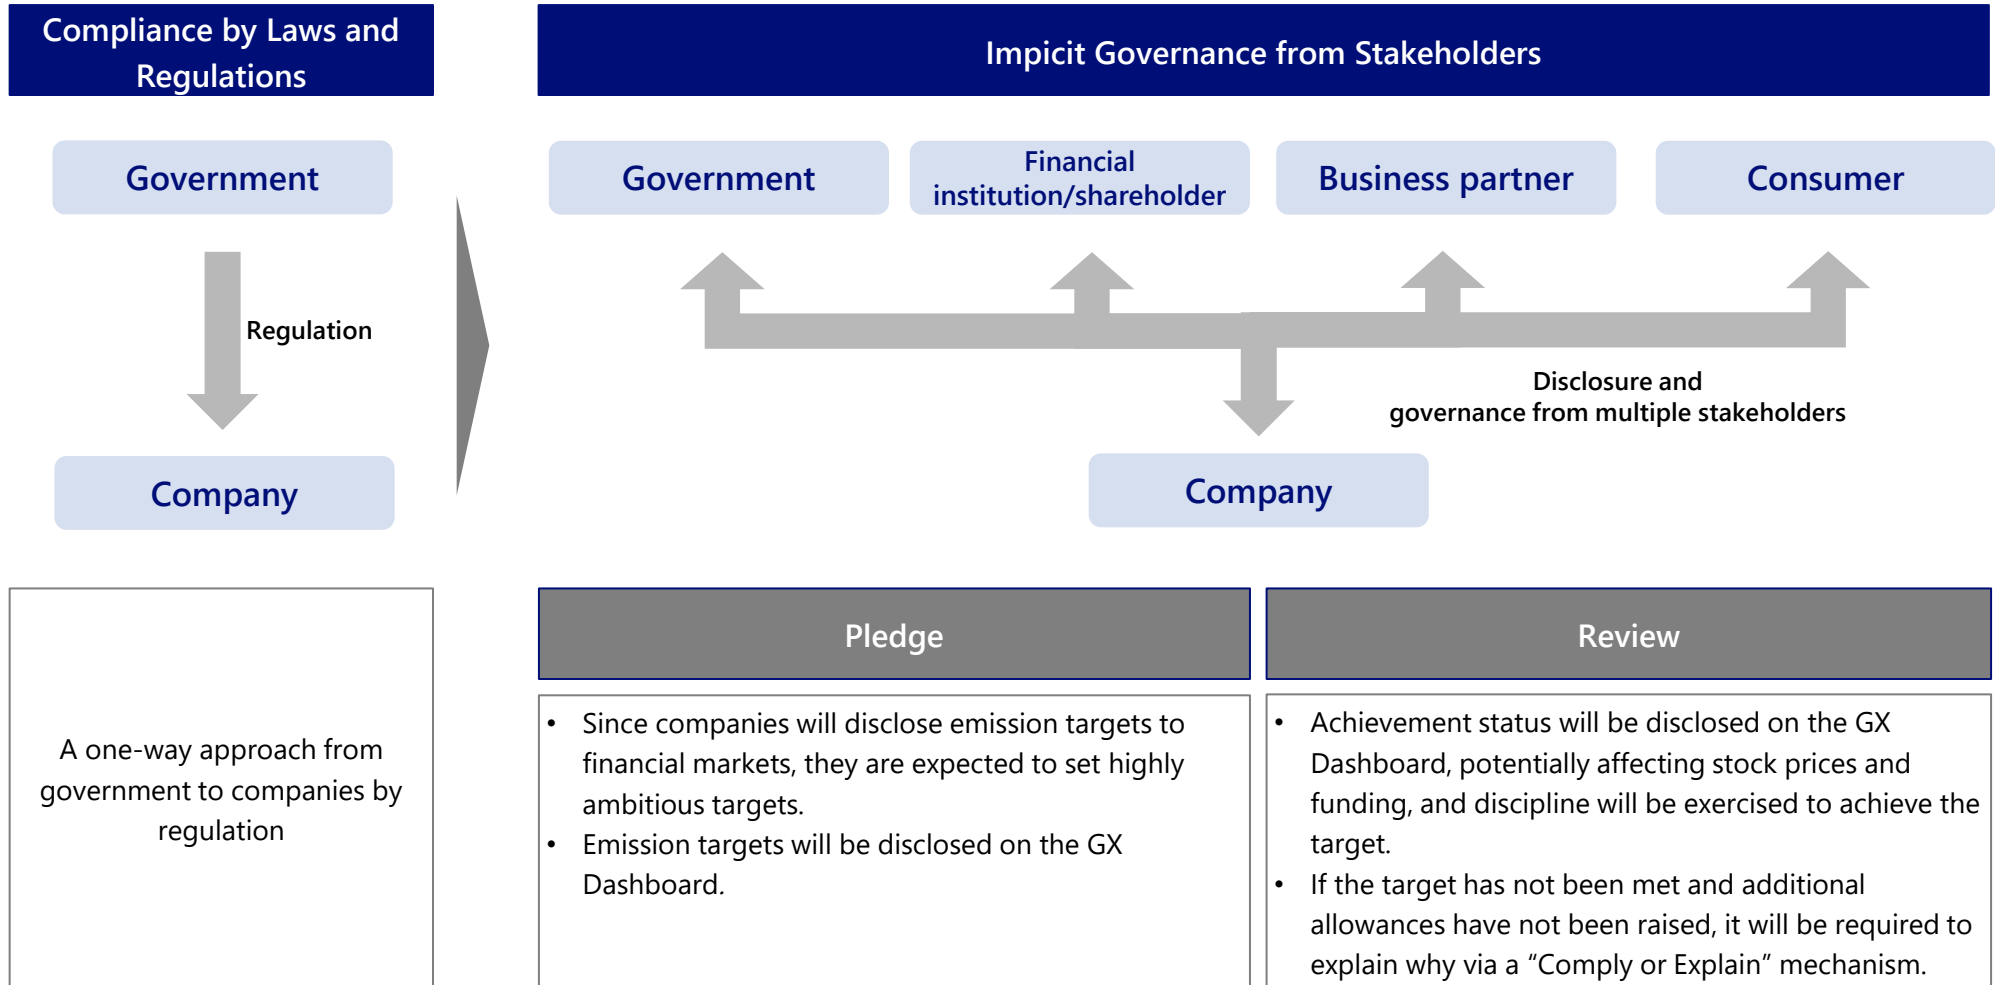 Compliance by Laws and
Regulations
Impicit Governance from Stakeholders
Government
Government
Financial
institution/shareholder
Business partner
Consumer
Regulation
Disclosure and
governance from multiple stakeholders
Company
Company
A one-way approach from
government to companies by
regulation
Pledge
• Since companies will disclose emission targets to
financial markets, they are expected to set highly
ambitious targets.
• Emission targets will be disclosed on the GX
Dashboard.
Review
• Achievement status will be disclosed on the GX
Dashboard, potentially affecting stock prices and
funding, and discipline will be exercised to achieve the
target.
• If the target has not been met and additional
allowances have not been raised, it will be required to
explain why via a “Comply or Explain” mechanism.